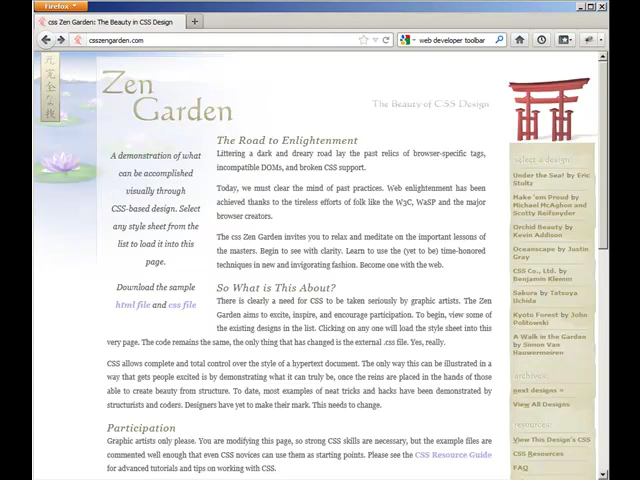 Firefox
css Zen Garden: The Beauty in CSS Design
csszengarden.com
web developer toolbar
Zen
Garden
The Beauty of CSS Design
A demonstration of what
can be accomplished
visually through
CSS-based design. Select
any style sheet from the
list to load it into this
page.
Download the sample
html file and css file
The Road to Enlightenment
Littering a dark and dreary road lay the past relics of browser-specific tags,
incompatible DOMs, and broken CSS support.
Today, we must clear the mind of past practices. Web enlightenment has been
achieved thanks to the tireless efforts of folk like the W3C, WaSP and the major
browser creators.
The css Zen Garden invites you to relax and meditate on the important lessons of
the masters. Begin to see with clarity. Learn to use the (yet to be) time-honored
techniques in new and invigorating fashion. Become one with the web.
So What is This About?
There is clearly a need for CSS to be taken seriously by graphic artists. The Zen
Garden aims to excite, inspire, and encourage participation. To begin, view some of
the existing designs in the list. Clicking on any one will load the style sheet into this
very page. The code remains the same, the only thing that has changed is the external .css file. Yes, really.
CSS allows complete and total control over the style of a hypertext document. The only way this can be illustrated in a
way that gets people excited is by demonstrating what it can truly be, once the reins are placed in the hands of those
able to create beauty from structure. To date, most examples of neat tricks and hacks have been demonstrated by
structurists and coders. Designers have yet to make their mark. This needs to change.
Participation
Graphic artists only please. You are modifying this page, so strong CSS skills are necessary, but the example files are
commented well enough that even CSS novices can use them as starting points. Please see the CSS Resource Guide
for advanced tutorials and tips on working with CSS.
select a design:
Under the Sea! by Eric
Stoltz
Make 'em Proud by
Michael McAghon and
Scotty Reifsnyder
Orchid Beauty by
Kevin Addison
Oceanscape by Justin
Gray
CSS Co., Ltd. by
Benjamin Klemm
Sakura by Tatsuya
Uchida
Kyoto Forest by John
Politowski
A Walk in the Garden
by Simon Van
Hauwermeiren
archives:
next designs »
View All Designs
resources:
View This Design's CSS
CSS Resources
FAQ